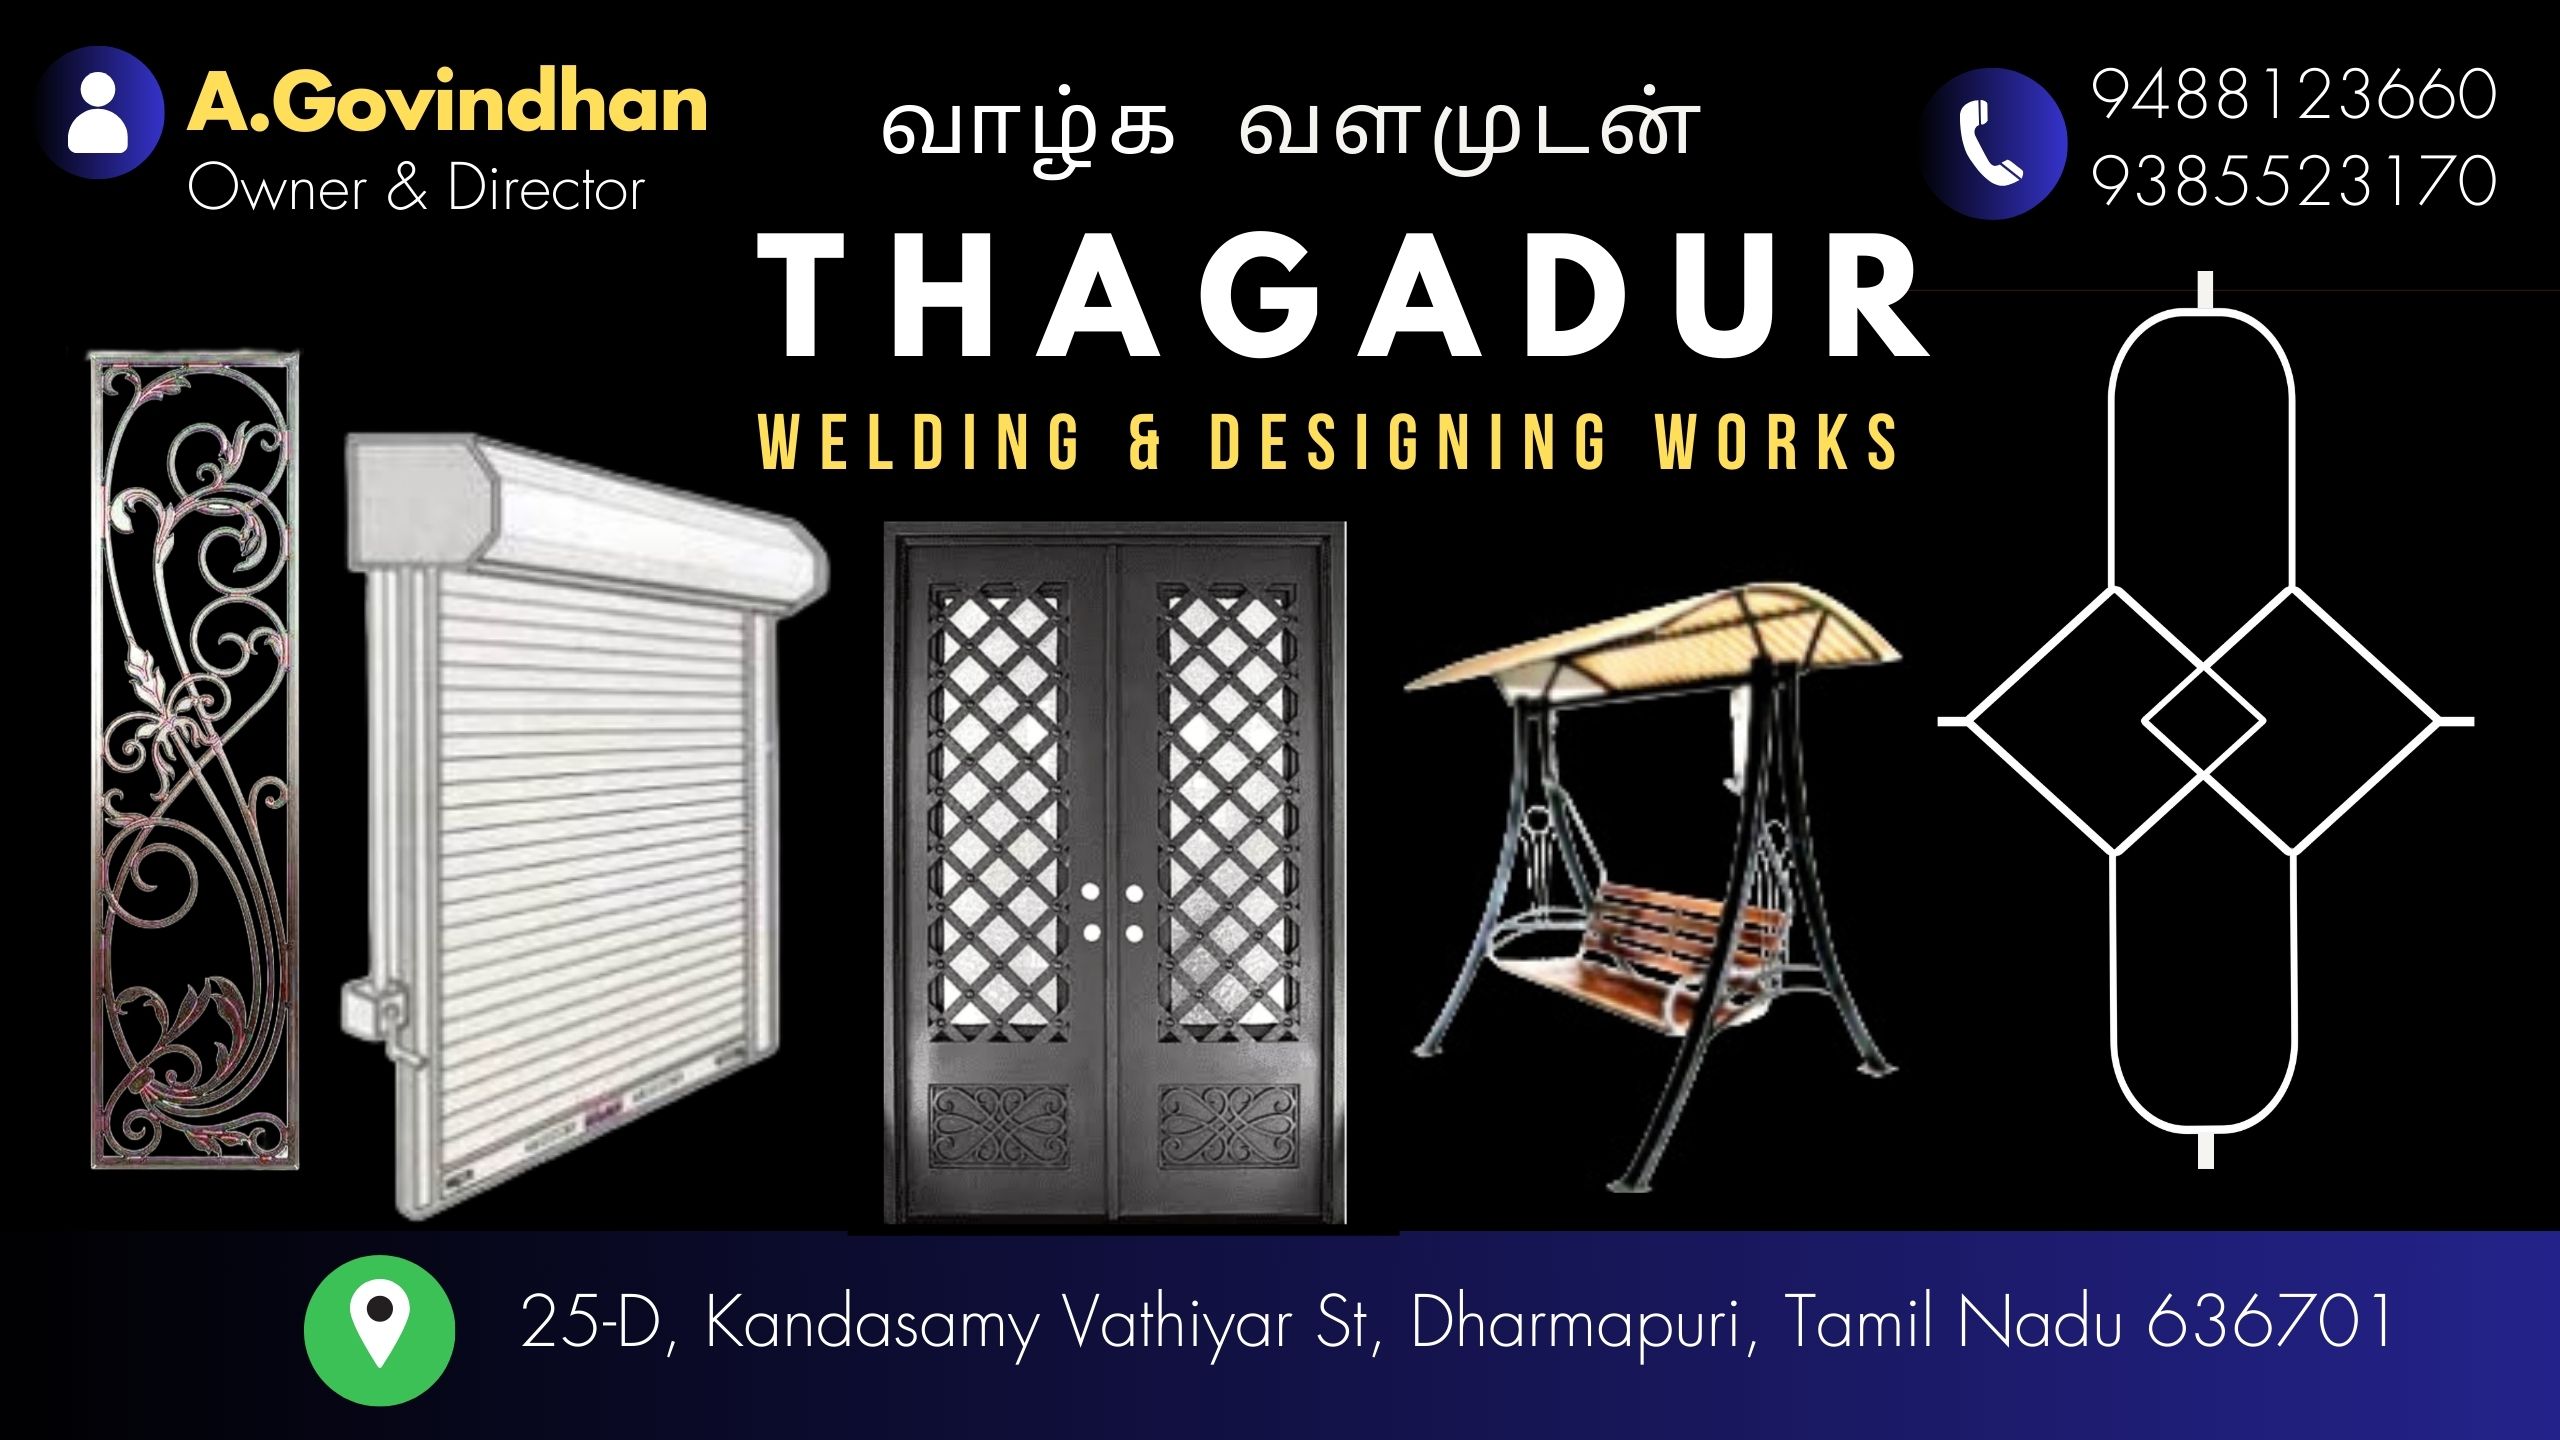 A.Govindhan
Owner & Director
வாழ்க வளமுடன்
9488123660
9385523170
THAGADUR
WELDING & DESIGNING WORKS
25-D, Kandasamy Vathiyar St, Dharmapuri, Tamil Nadu 636701